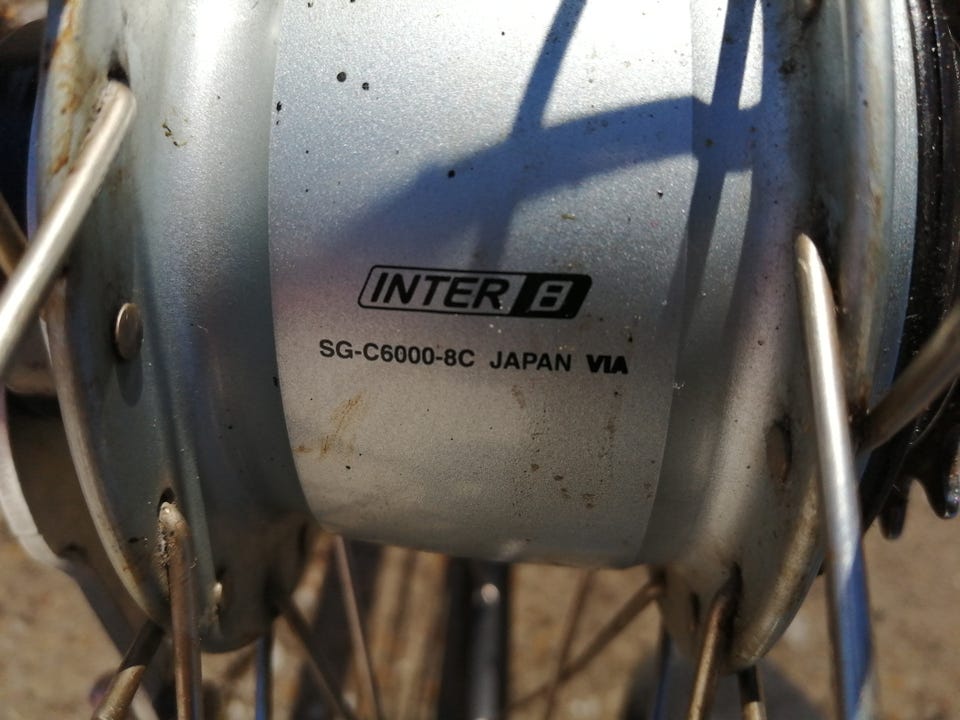 INTER 8
SG-C6000-8C JAPAN VIA